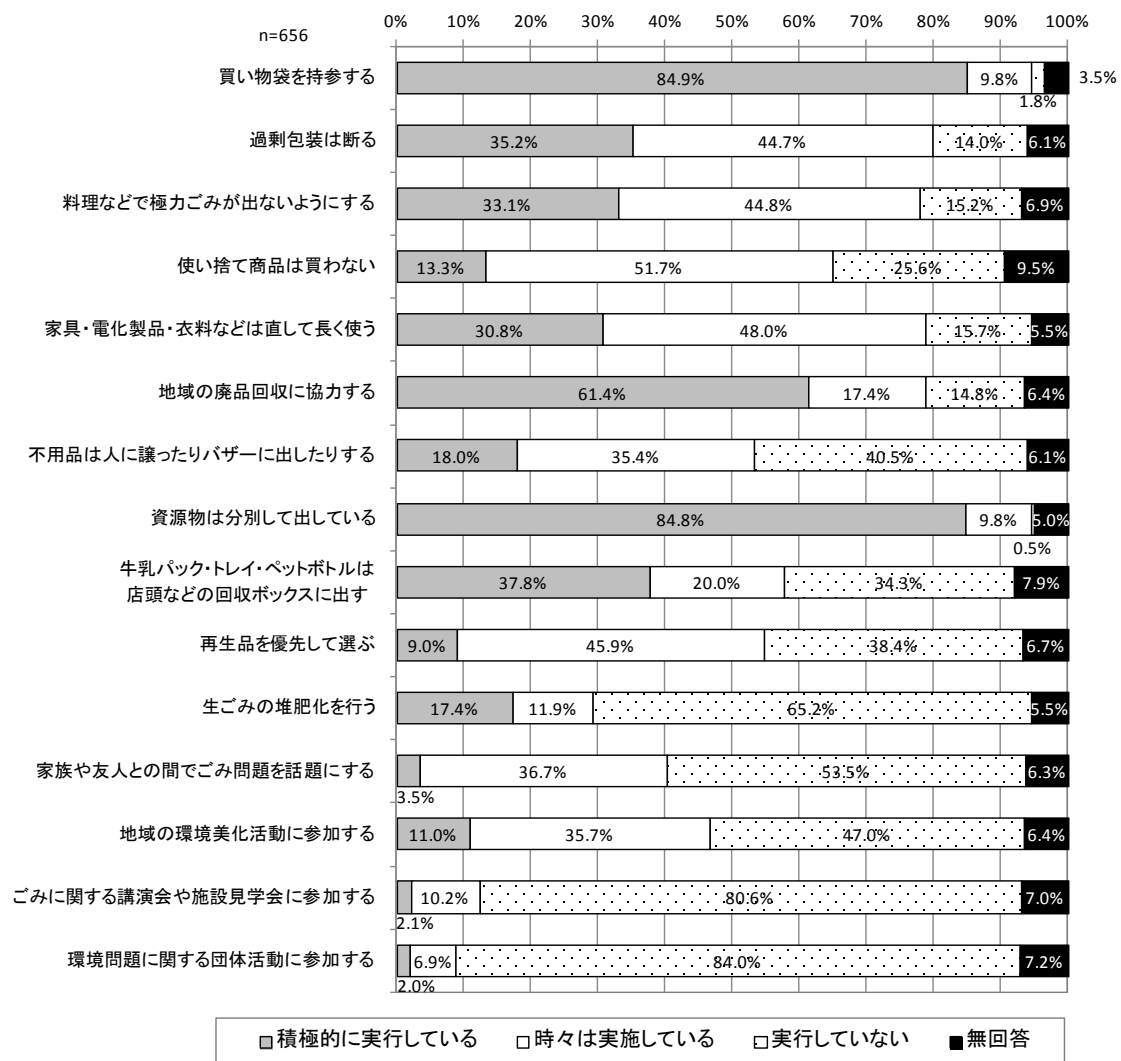 0% 10% 20% 30% 40% 50% 60% 70% 80% 90% 100%
n=656
買い物袋を持参する 84.9% 9.8% 3.5%
1.8%
過剰包装は断る 35.2% 44.7% 14.0% 6.1%
料理などで極力ごみが出ないようにする 33.1% 44.8% 15.2% 6.9%
使い捨て商品は買わない 13.3% 51.7% 25.6% 9.5%
家具・電化製品・衣料などは直して長く使う 30.8% 48.0% 15.7% 5.5%
地域の廃品回収に協力する 61.4% 17.4% 14.8% 6.4%
不用品は人に譲ったりバザーに出したりする 18.0% 35.4% 40.5% 6.1%
資源物は分別して出している 84.8% 9.8% 5.0%
0.5%
牛乳パック・トレイ・ペットボトルは
店頭などの回収ボックスに出す 37.8% 20.0% 34.3% 7.9%
再生品を優先して選ぶ 9.0% 45.9% 38.4% 6.7%
生ごみの堆肥化を行う 17.4% 11.9% 65.2% 5.5%
家族や友人との間でごみ問題を話題にする 36.7% 53.5% 6.3%
3.5%
地域の環境美化活動に参加する 11.0% 35.7% 47.0% 6.4%
ごみに関する講演会や施設見学会に参加する 10.2% 80.6% 7.0%
2.1%
環境問題に関する団体活動に参加する 6.9% 84.0% 7.2%
2.0%
積極的に実行している 時々は実施している 実行していない 無回答